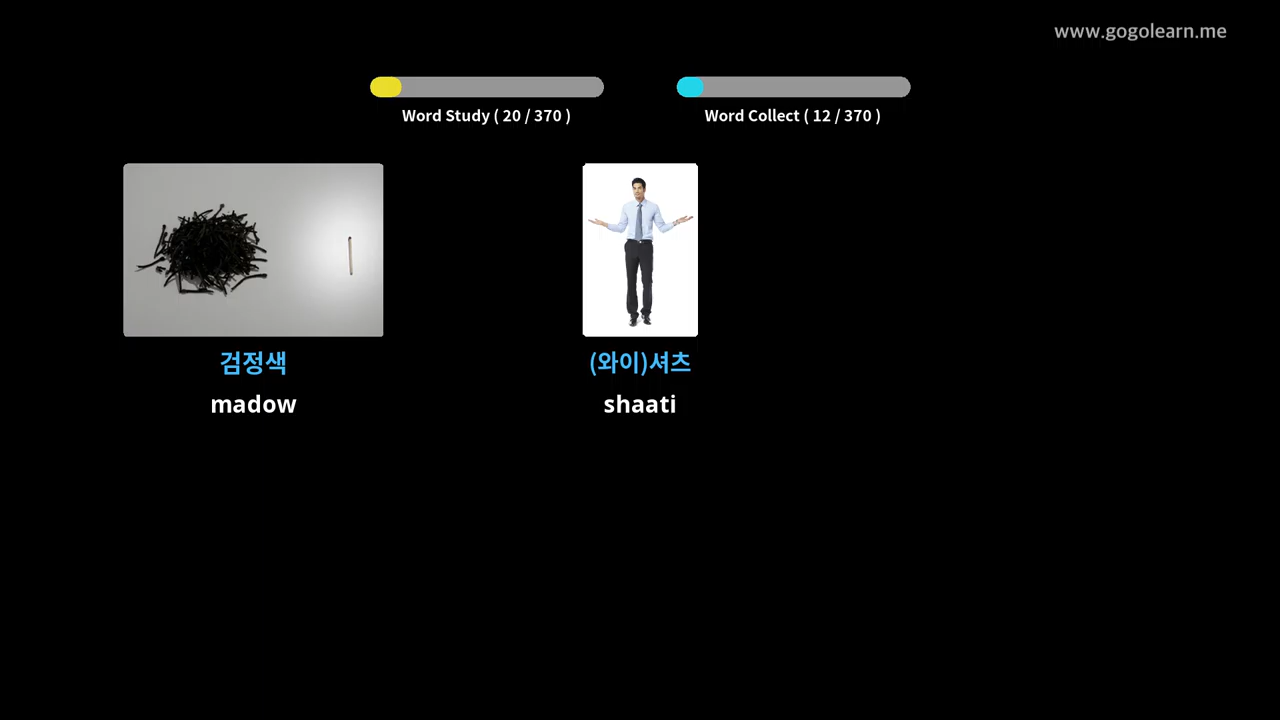 www.gogolearn.me
Word Study ( 20 / 370 )
Word Collect ( 12 / 370 )
검정색
madow
(와이)셔츠
shaati